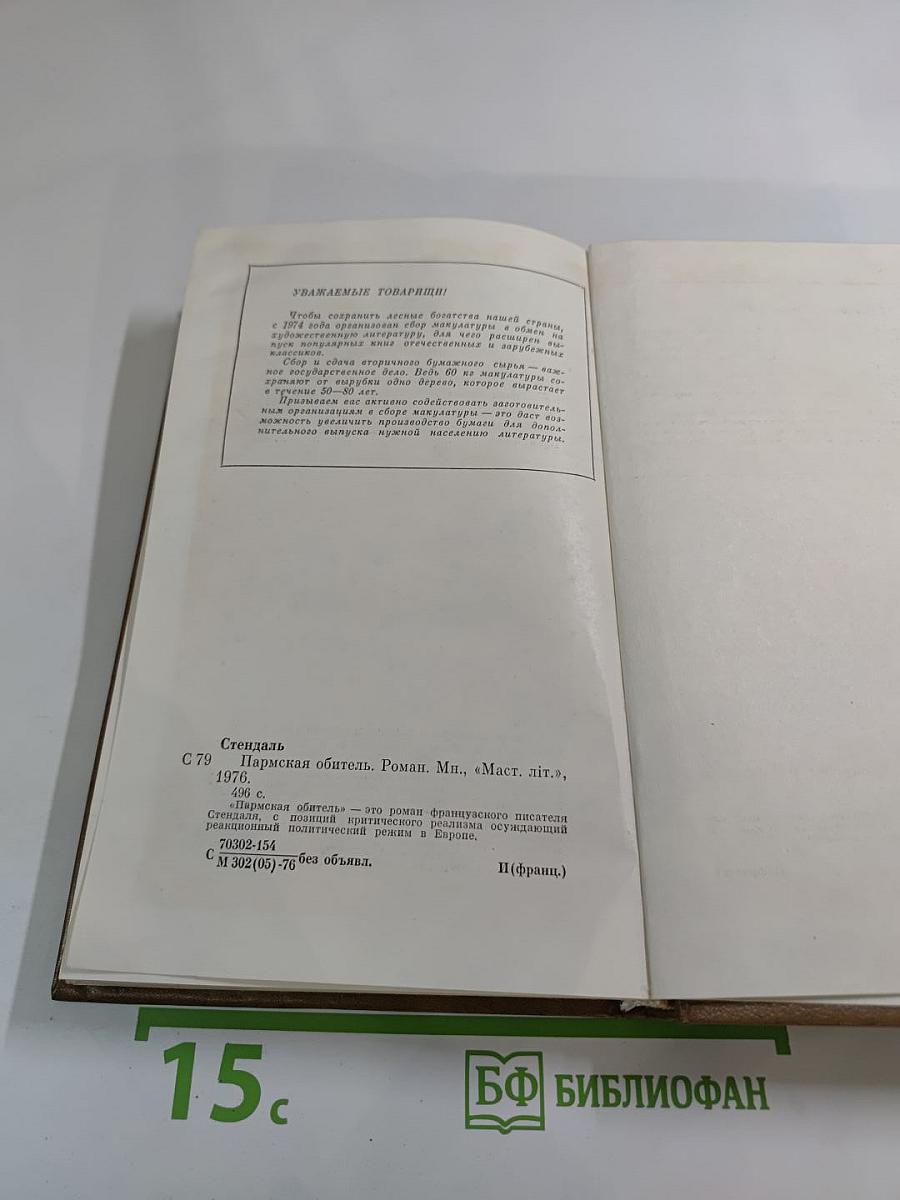 УВАЖАЕМЫЕ ТОВАРИЩИ!
Чтобы сохранить лесные богатства нашей страны,
с 1974 года организован сбор макулатуры в обмен на
художественную литературу, для чего расширен вы-
пуск популярных книг отечественных и зарубежных
классиков.
Сбор и сдача вторичного бумажного сырья — важ-
ное государственное дело. Ведь 60 кг макулатуры со-
храняют от вырубки одно дерево, которое вырастает
в течение 50—80 лет.
Призываем вас активно содействовать заготовитель-
ным организациям в сборе макулатуры — это даст воз-
можность увеличить производство бумаги для допол-
нительного выпуска нужной населению литературы.
Стендаль
С 79 Пармская обитель. Роман. Мн., «Маст. літ.»,
1976.
496 с.
«Пармская обитель» — это роман французского писателя
Стендаля, с позиций критического реализма осуждающий
реакционный политический режим в Европе.
С 70302-154
М 302(05)-76 без объявл. И(франц.)
15 с
БФ БИБЛИОФАН